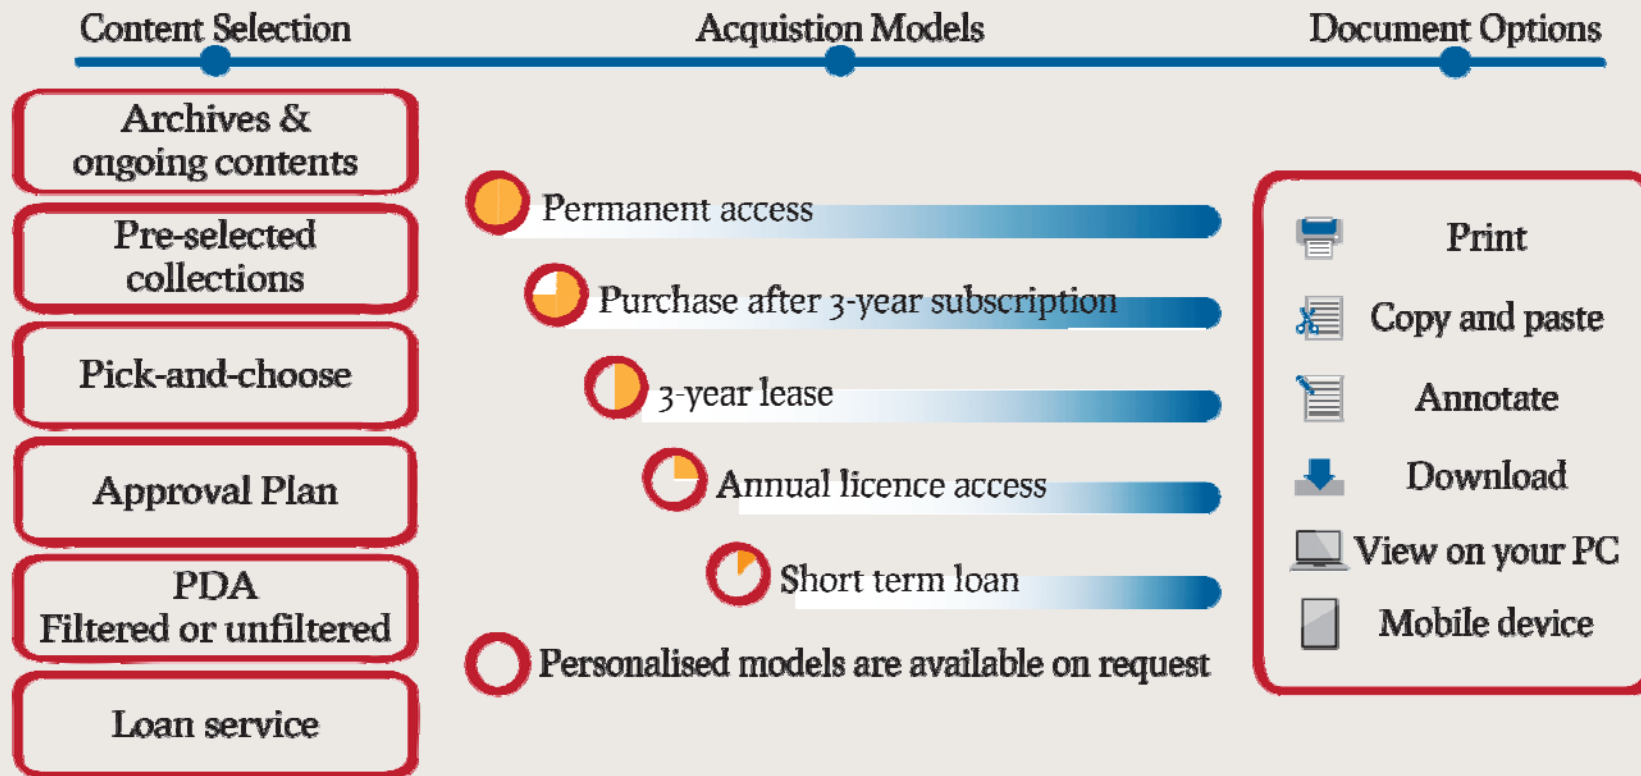 Content Selection
Acquistion Models
Document Options
Archives &
ongoing contents
Pre-selected
collections
Pick-and-choose
Approval Plan
PDA
Filtered or unfiltered
Loan service
Permanent access
Purchase after 3-year subscription
3-year lease
Annual licence access
Short term loan
Personalised models are available on request
Print
Copy and paste
Annotate
Download
View on your PC
Mobile device